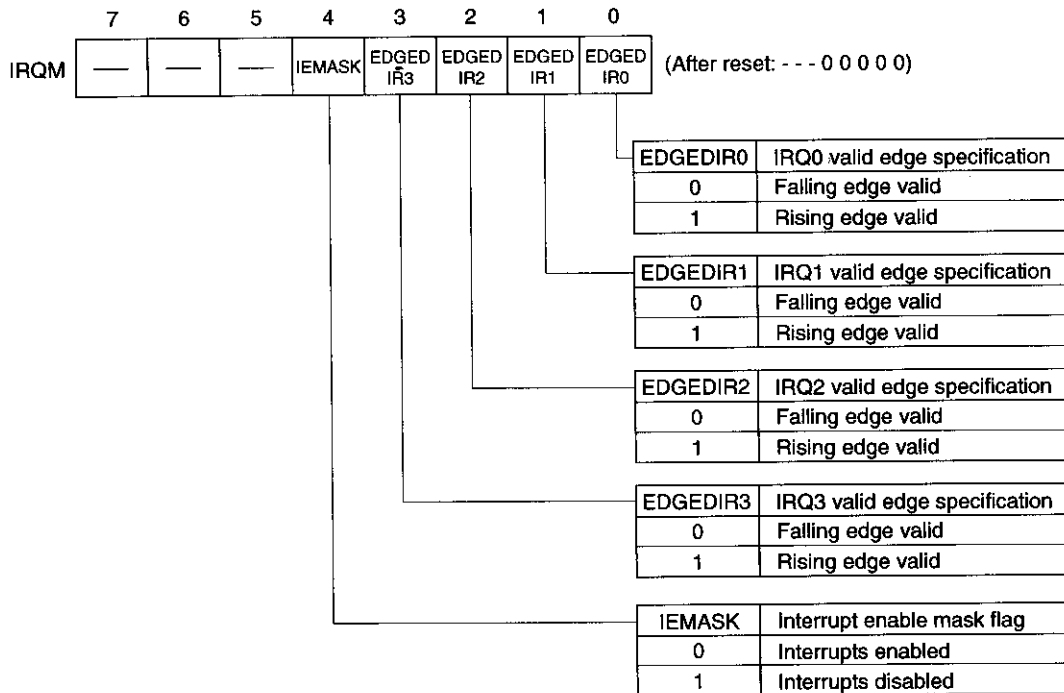 7 6 5 4 3 2 1 0
IRQM — — — IEMASK EDGED IR3 EDGED IR2 EDGED IR1 EDGED IR0 (After reset: - - - 0 0 0 0 0)
EDGEDIR0 IRQ0 valid edge specification
0 Falling edge valid
1 Rising edge valid
EDGEDIR1 IRQ1 valid edge specification
0 Falling edge valid
1 Rising edge valid
EDGEDIR2 IRQ2 valid edge specification
0 Falling edge valid
1 Rising edge valid
EDGEDIR3 IRQ3 valid edge specification
0 Falling edge valid
1 Rising edge valid
IEMASK Interrupt enable mask flag
0 Interrupts enabled
1 Interrupts disabled